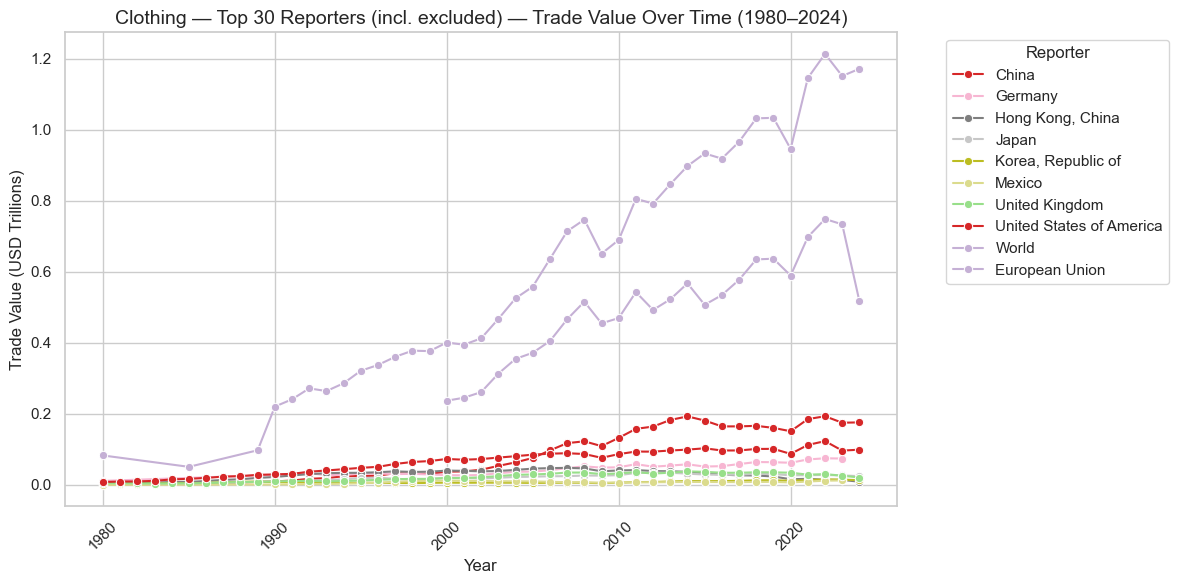 Clothing — Top 30 Reporters (incl. excluded) — Trade Value Over Time (1980–2024)
Trade Value (USD Trillions)
1.2
1.0
0.8
0.6
0.4
0.2
0.0
1980
1990
2000
2010
2020
Year
Reporter
China
Germany
Hong Kong, China
Japan
Korea, Republic of
Mexico
United Kingdom
United States of America
World
European Union